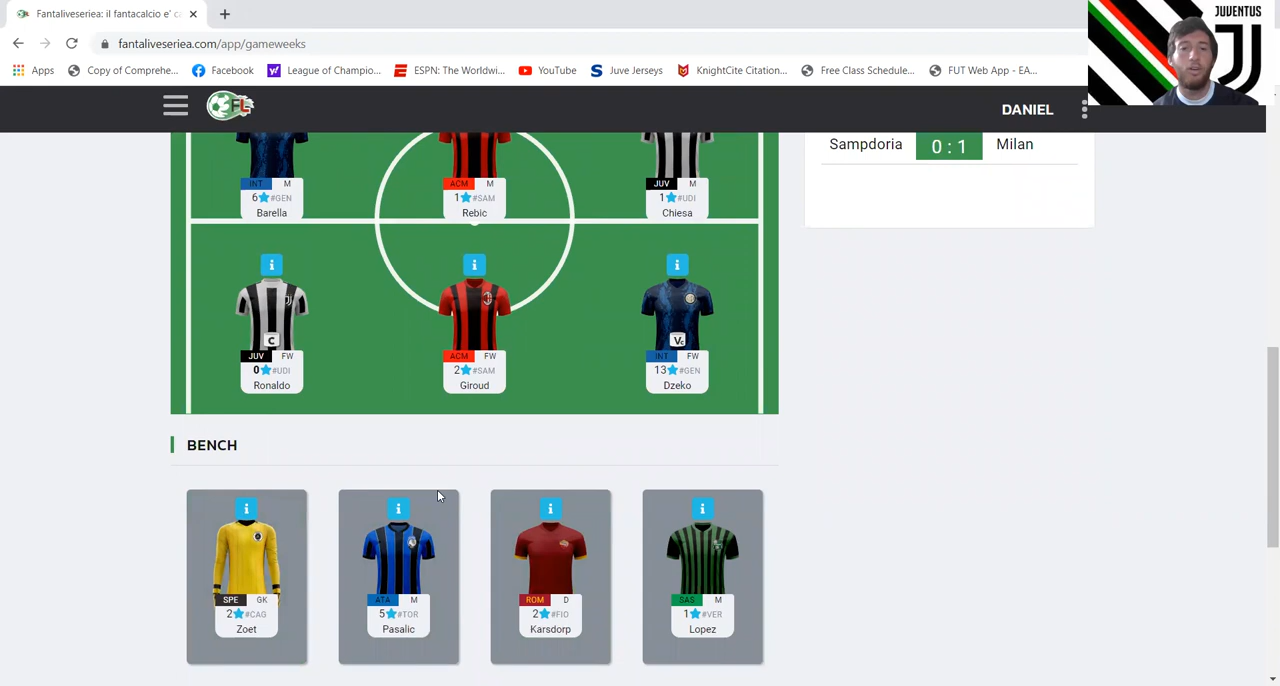 Fantaliveseriea: il fantacalcio e' ca
fantaliveseriea.com/app/gameweeks
Apps Copy of Comprehe... Facebook League of Champio... ESPN: The Worldwi... YouTube Juve Jerseys KnightCite Citation... Free Class Schedule... FUT Web App - EA...
JUVENTUS
FL DANIEL
Sampdoria 0 : 1 Milan
INT M ACM M JUV M
6 #GEN 1 #SAM 1 #UDI
Barella Rebic Chiesa
i i i
C Vc
JUV FW ACM FW INT FW
0 #UDI 2 #SAM 13 #GEN
Ronaldo Giroud Dzeko
BENCH
i i i i
SPE GK ATA M ROM D SAS M
2 #CAG 5 #TOR 2 #FIO 1 #VER
Zoet Pasalic Karsdorp Lopez